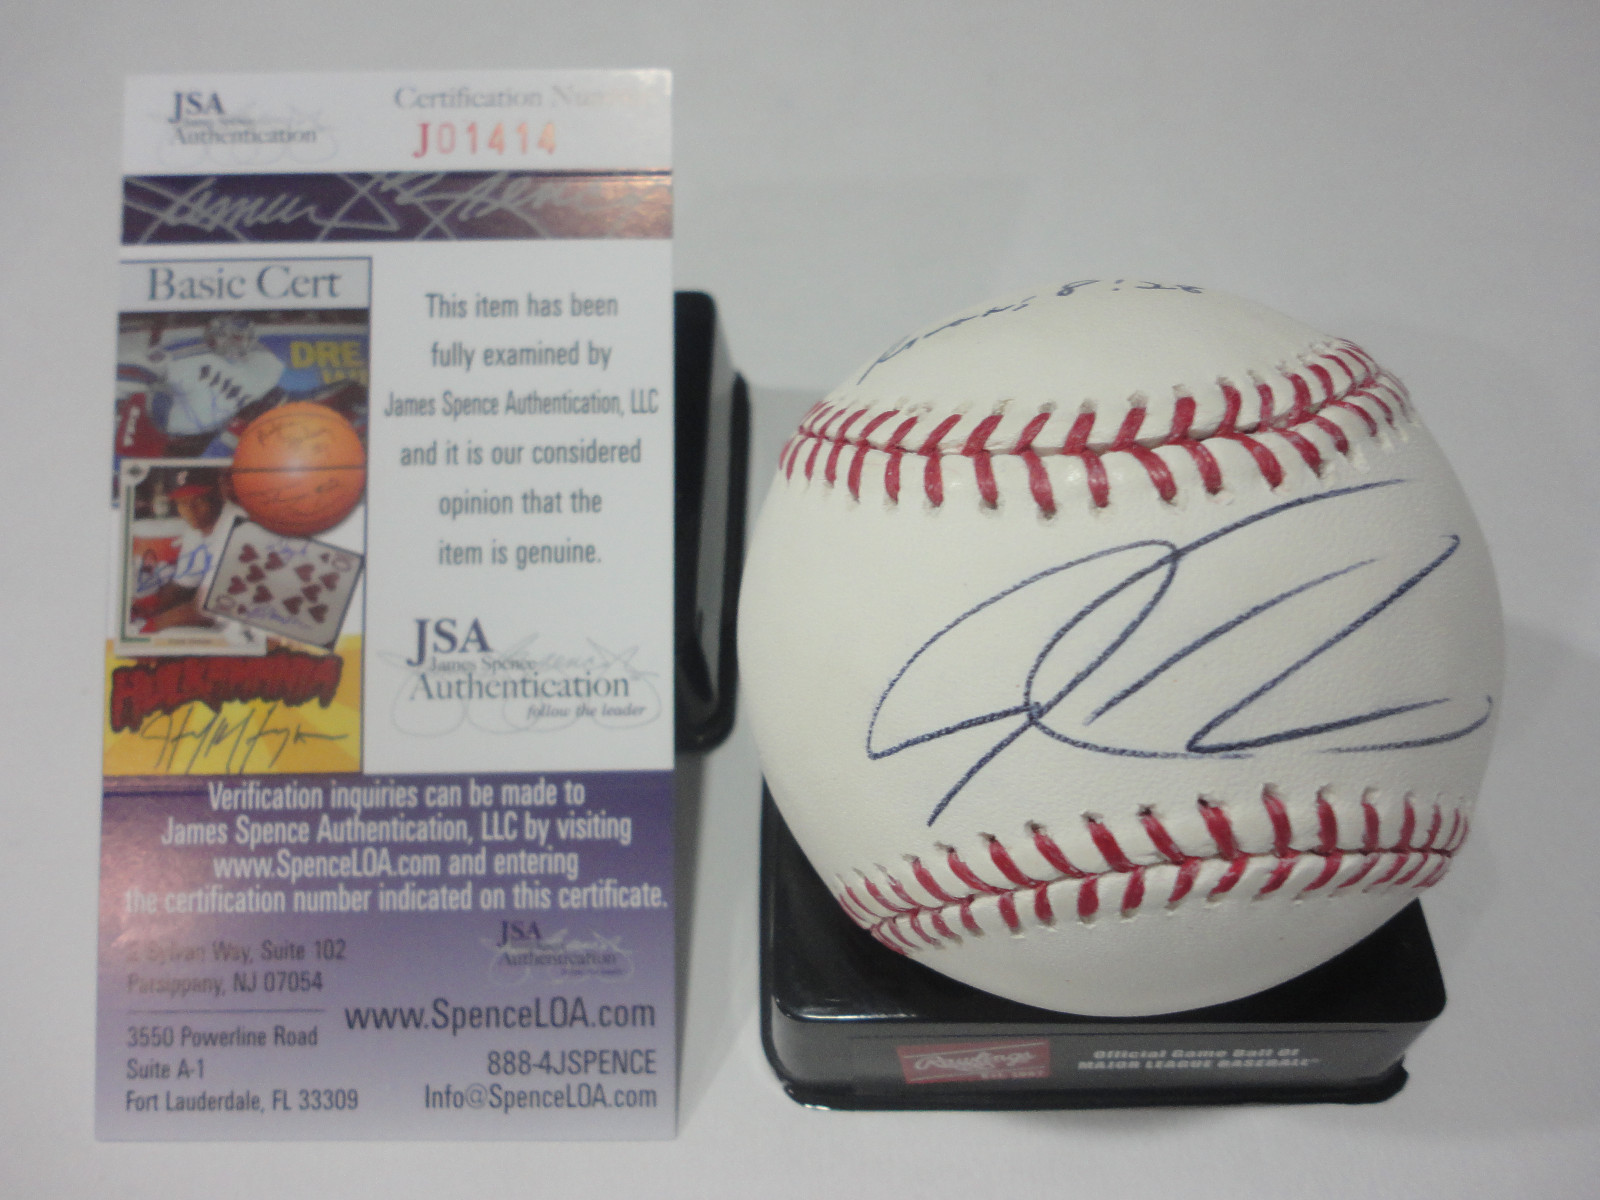 JSA
James Spence
Authentication
Certification Number
J01414
Basic Cert
DRE
This item has been
fully examined by
James Spence Authentication, LLC
and it is our considered
opinion that the
item is genuine.
JSA
James Spence
Authentication
follow the leader
Verification inquiries can be made to
James Spence Authentication, LLC by visiting
www.SpenceLOA.com and entering
the certification number indicated on this certificate.
JSA
Authentication
2 Sylvan Way, Suite 102
Parsippany, NJ 07054
www.SpenceLOA.com
3550 Powerline Road
Suite A-1
Fort Lauderdale, FL 33309
888-4JSPENCE
Info@SpenceLOA.com
8:28
Rawlings
Official Game Ball Of
MAJOR LEAGUE BASEBALL